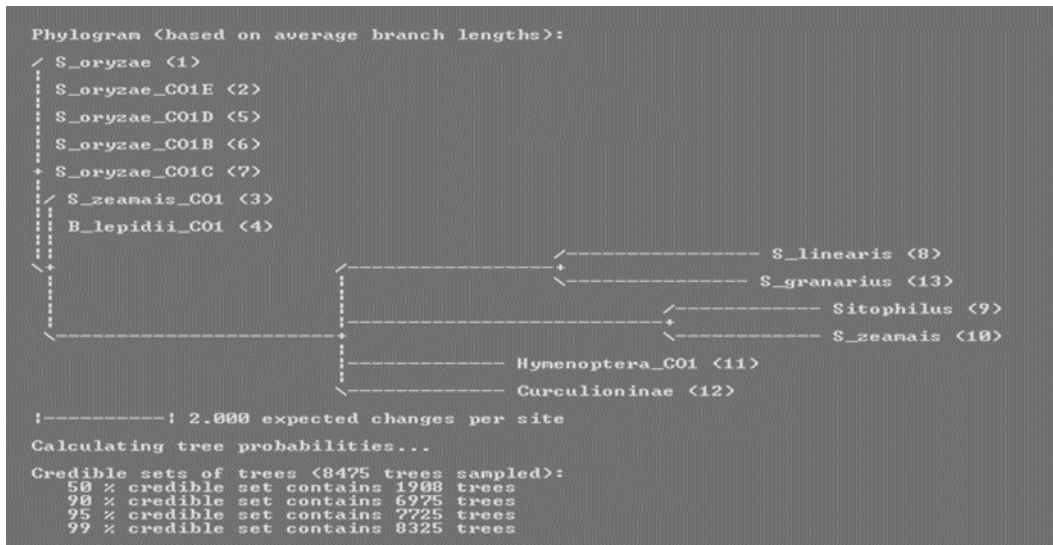 Phylogram (based on average branch lengths):
S_oryzae (1)
S_oryzae_CO1E (2)
S_oryzae_CO1D (5)
S_oryzae_CO1B (6)
S_oryzae_CO1C (7)
S_zeamais_CO1 (3)
B_lepidii_CO1 (4)
S_linearis (8)
S_granarius (13)
Sitophilus (9)
S_zeamais (10)
Hymenoptera_CO1 (11)
Curculioninae (12)
|----------| 2.000 expected changes per site
Calculating tree probabilities...
Credible sets of trees (8475 trees sampled):
50 % credible set contains 1908 trees
90 % credible set contains 6975 trees
95 % credible set contains 7725 trees
99 % credible set contains 8325 trees